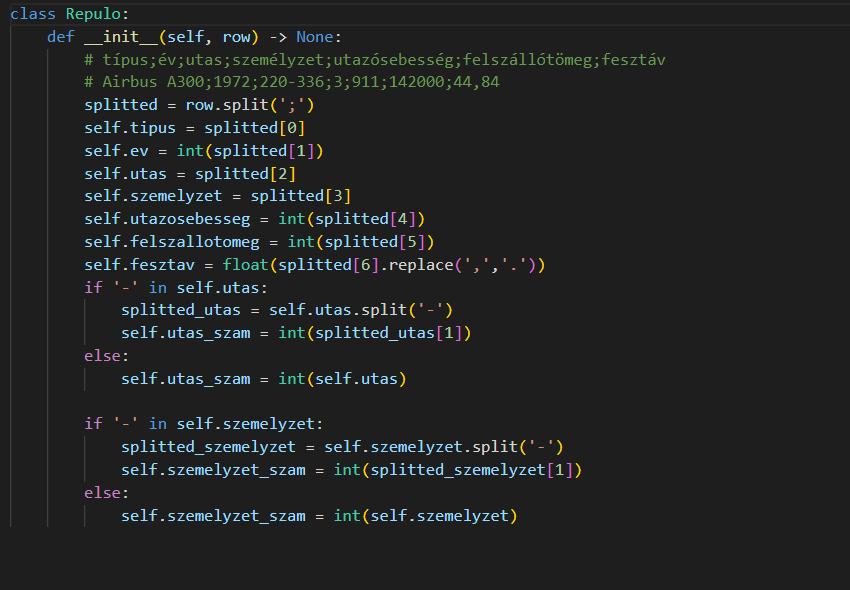 class Repulo:
    def __init__(self, row) -> None:
        # típus;év;utas;személyzet;utazósebesség;felszállótömeg;fesztáv
        # Airbus A300;1972;220-336;3;911;142000;44,84
        splitted = row.split(';')
        self.tipus = splitted[0]
        self.ev = int(splitted[1])
        self.utas = splitted[2]
        self.szemelyzet = splitted[3]
        self.utazosebesseg = int(splitted[4])
        self.felszallotomeg = int(splitted[5])
        self.fesztav = float(splitted[6].replace(',','.'))
        if '-' in self.utas:
            splitted_utas = self.utas.split('-')
            self.utas_szam = int(splitted_utas[1])
        else:
            self.utas_szam = int(self.utas)

        if '-' in self.szemelyzet:
            splitted_szemelyzet = self.szemelyzet.split('-')
            self.szemelyzet_szam = int(splitted_szemelyzet[1])
        else:
            self.szemelyzet_szam = int(self.szemelyzet)